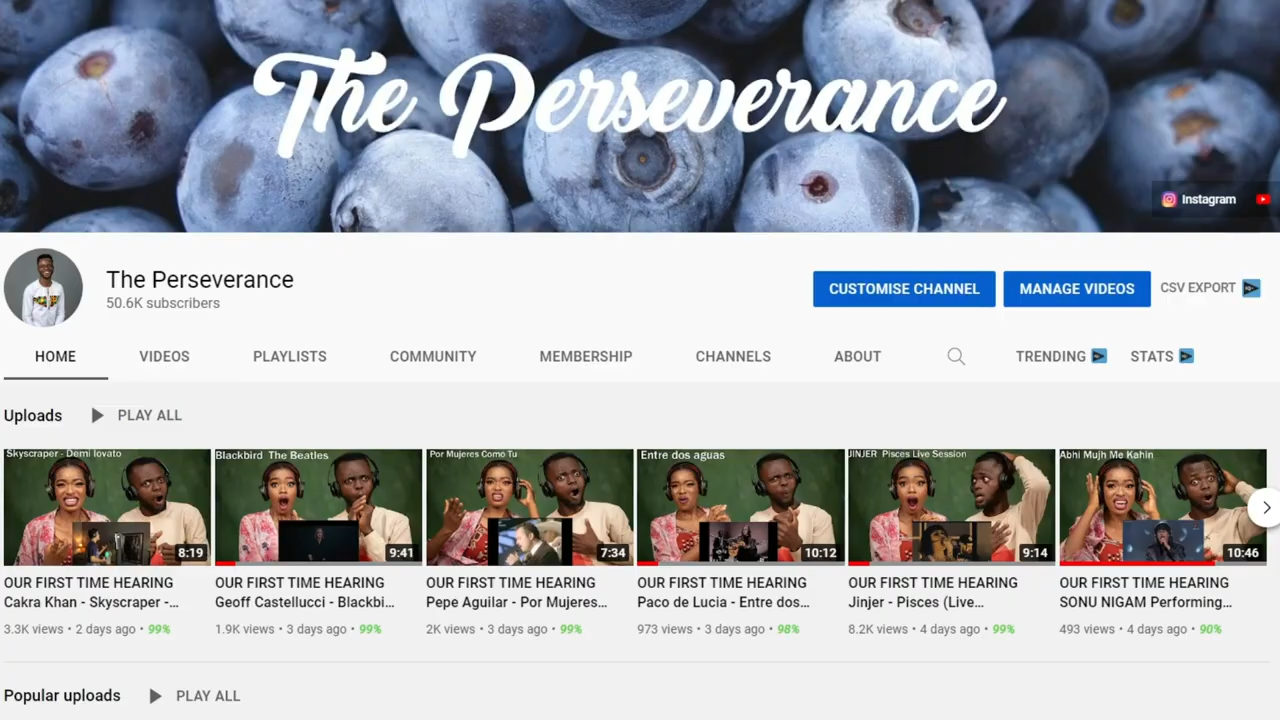 The Perseverance
Instagram
The Perseverance
50.6K subscribers
CUSTOMISE CHANNEL
MANAGE VIDEOS
CSV EXPORT
HOME
VIDEOS
PLAYLISTS
COMMUNITY
MEMBERSHIP
CHANNELS
ABOUT
TRENDING
STATS
Uploads
PLAY ALL
Skyscraper - Demi lovato
8:19
OUR FIRST TIME HEARING
Cakra Khan - Skyscraper -...
3.3K views • 2 days ago • 99%
Blackbird The Beatles
9:41
OUR FIRST TIME HEARING
Geoff Castellucci - Blackbi...
1.9K views • 3 days ago • 99%
Por Mujeres Como Tu
7:34
OUR FIRST TIME HEARING
Pepe Aguilar - Por Mujeres...
2K views • 3 days ago • 99%
Entre dos aguas
10:12
OUR FIRST TIME HEARING
Paco de Lucia - Entre dos...
973 views • 3 days ago • 98%
JINJER Pisces Live Session
9:14
OUR FIRST TIME HEARING
Jinjer - Pisces (Live...
8.2K views • 4 days ago • 99%
Abhi Mujh Me Kahin
10:46
OUR FIRST TIME HEARING
SONU NIGAM Performing...
493 views • 4 days ago • 90%
Popular uploads
PLAY ALL